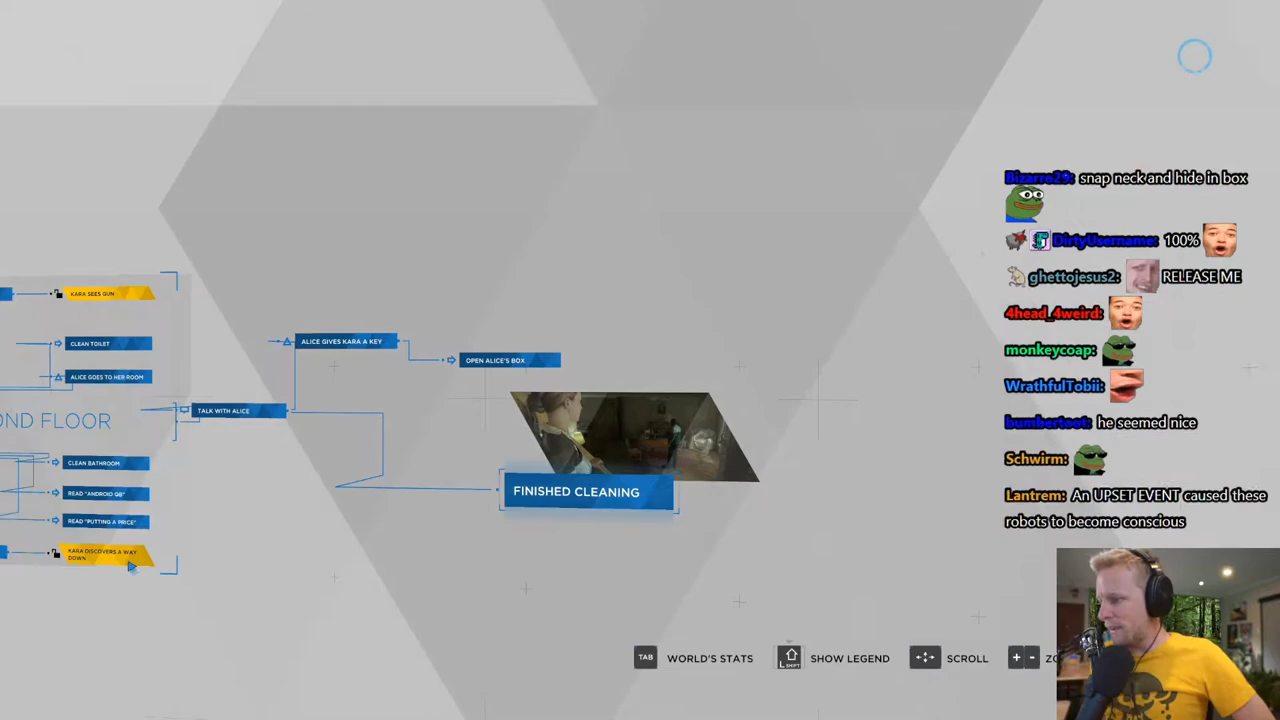 KARA SEES GUN
CLEAN TOILET
ALICE GOES TO HER ROOM
OND FLOOR
CLEAN BATHROOM
READ "ANDROID GB"
READ "PUTTING A PRICE"
KARA DISCOVERS A WAY
DOWN
TALK WITH ALICE
ALICE GIVES KARA A KEY
OPEN ALICE'S BOX
FINISHED CLEANING
Bizarro29: snap neck and hide in box
DirtyUsername: 100%
ghettojesus2: RELEASE ME
4head_4weird:
monkeycoap:
WrathfulTobii:
bumbertoot: he seemed nice
Schwirm:
Lantrem: An UPSET EVENT caused these
robots to become conscious
TAB WORLD'S STATS L SHIFT SHOW LEGEND SCROLL + - ZO